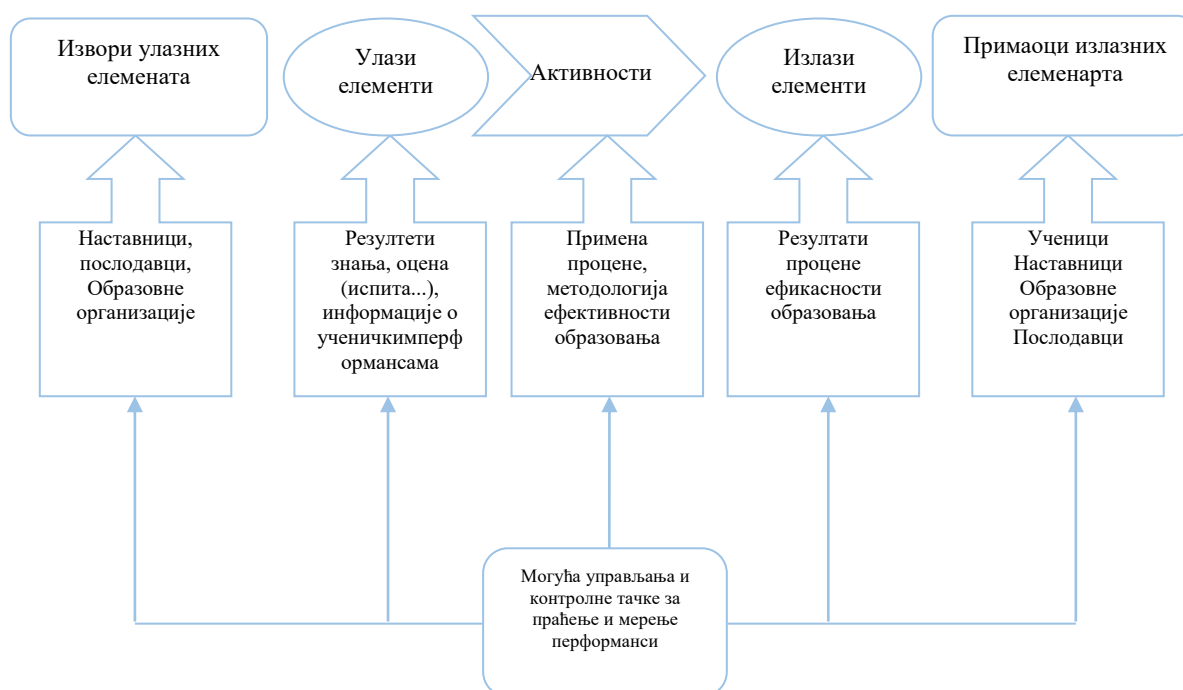 Извори улазних
елемената
Улази
елементи
Активности
Излази
елементи
Примаоци излазних
елеменарта
Наставници,
послодавци,
Образовне
организације
Резултети
знања, оцена
(испита...),
информације о
ученичкимперф
ормансама
Примена
процене,
методологија
ефективности
образовања
Резултати
процене
ефикасности
образовања
Ученици
Наставници
Образовне
организације
Послодавци
Могућа управљања и
контролне тачке за
праћење и мерење
перформанси